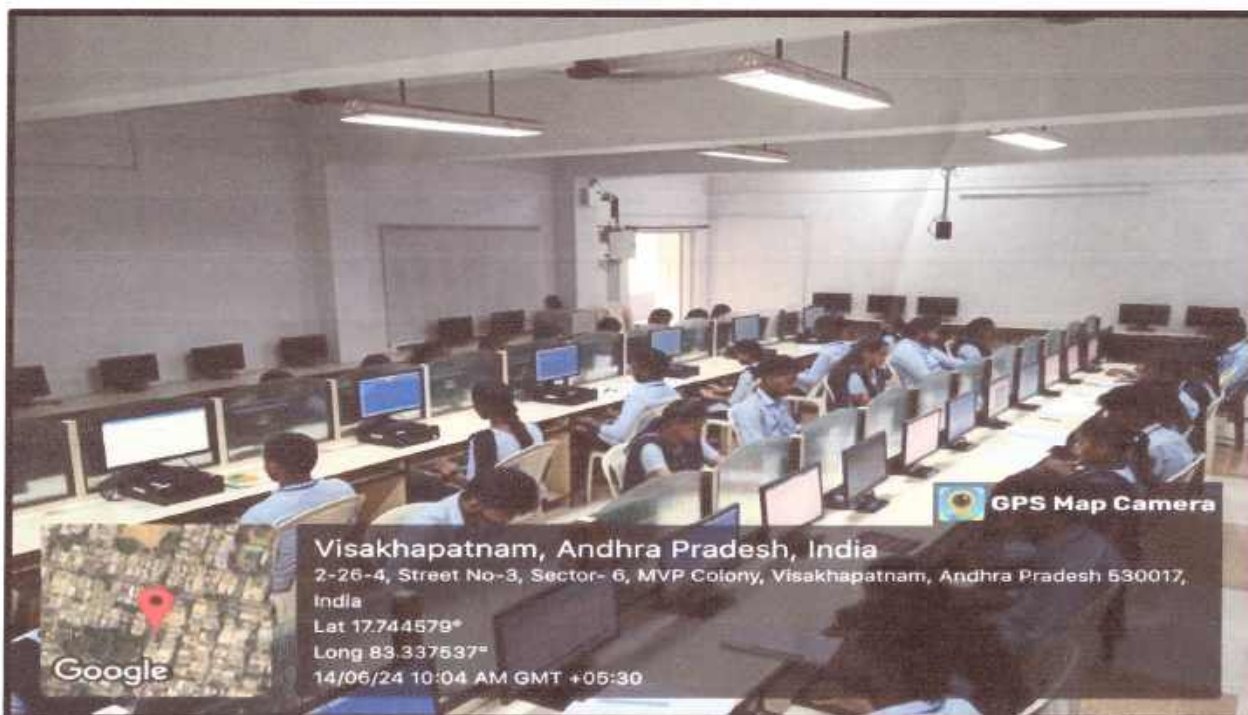 GPS Map Camera
Visakhapatnam, Andhra Pradesh, India
2-26-4, Street No-3, Sector- 6, MVP Colony, Visakhapatnam, Andhra Pradesh 530017,
India
Lat 17.744579°
Long 83.337537°
14/06/24 10:04 AM GMT +05:30
Google